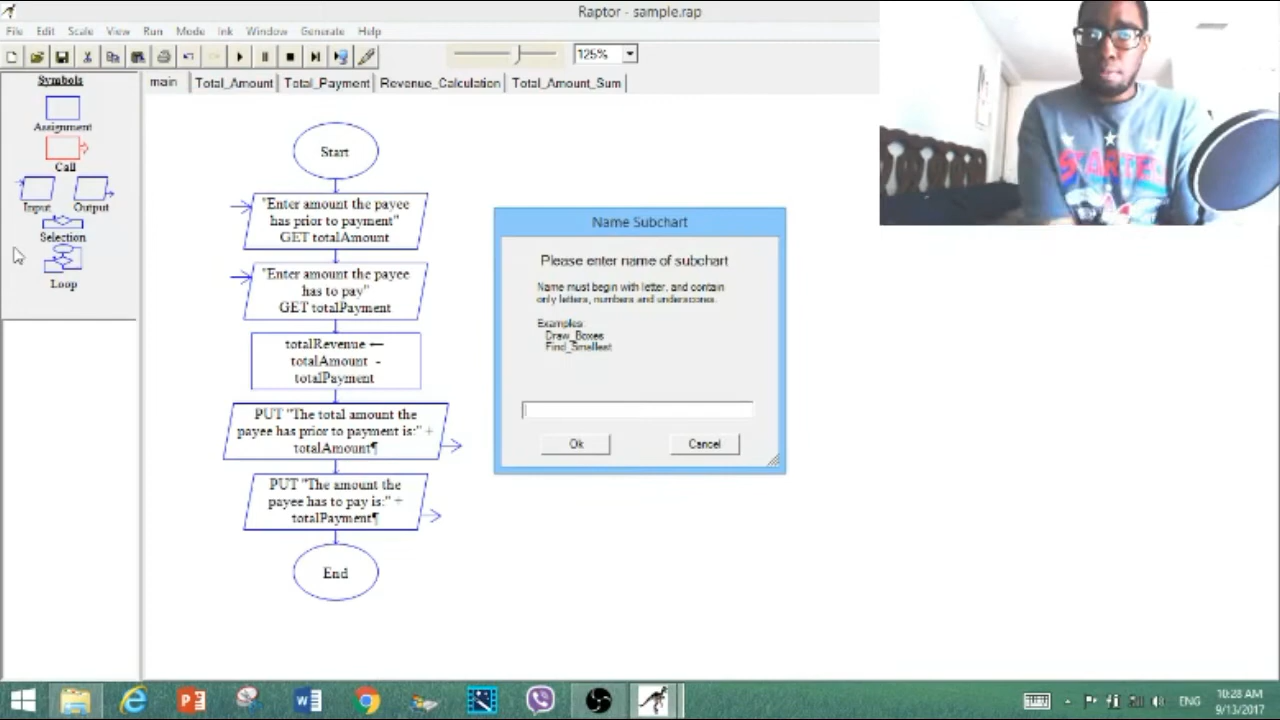 Raptor - sample.rap
File Edit Scale View Run Mode Ink Window Generate Help
125%
Symbols
main Total_Amount Total_Payment Revenue_Calculation Total_Amount_Sum
Assignment
Call
Input Output
Selection
Loop
Start
"Enter amount the payee
has prior to payment"
GET totalAmount
"Enter amount the payee
has to pay"
GET totalPayment
totalRevenue ←
totalAmount -
totalPayment
PUT "The total amount the
payee has prior to payment is:" +
totalAmount¶
PUT "The amount the
payee has to pay is:" +
totalPayment¶
End
Name Subchart
Please enter name of subchart
Name must begin with letter, and contain
only letters, numbers and underscores.
Examples:
Draw_Boxes
Find_Smallest
Ok Cancel
ENG
10:28 AM
9/13/2017